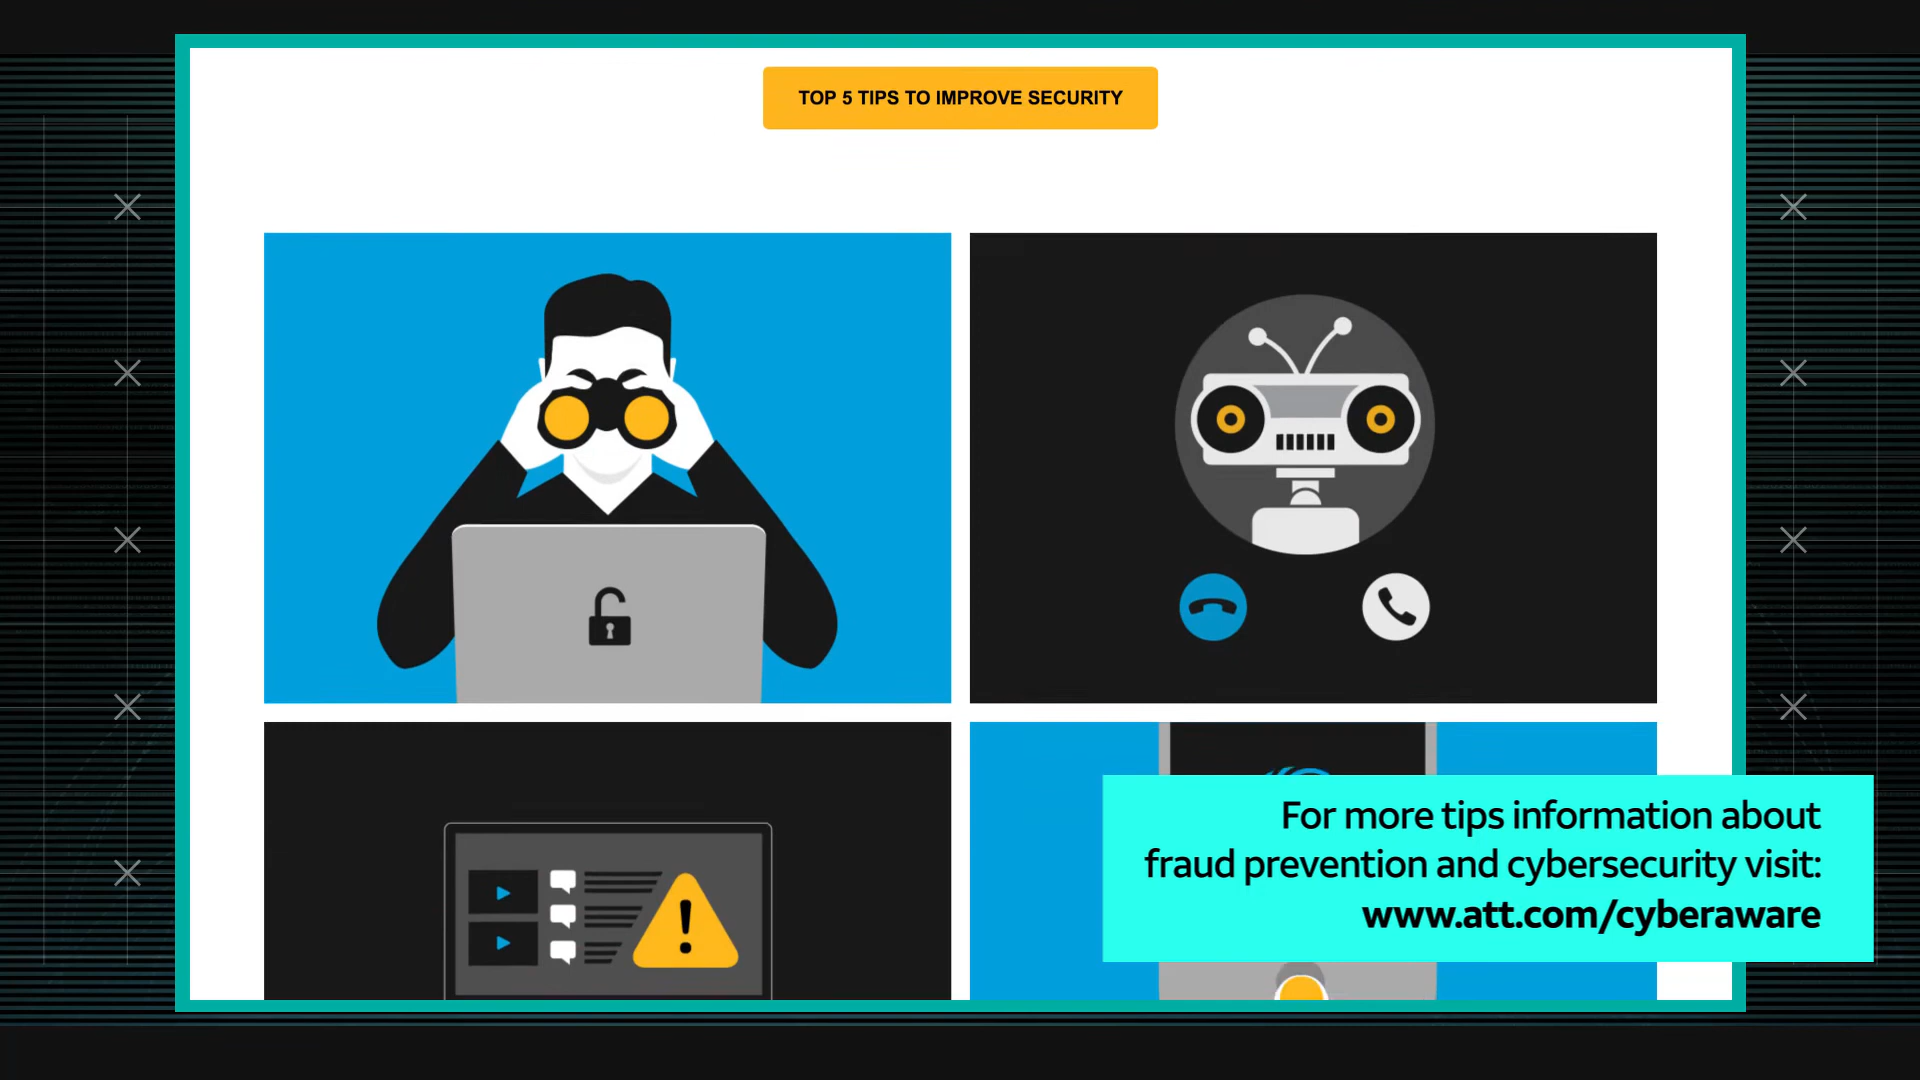 TOP 5 TIPS TO IMPROVE SECURITY
For more tips information about
fraud prevention and cybersecurity visit:
www.att.com/cyberaware